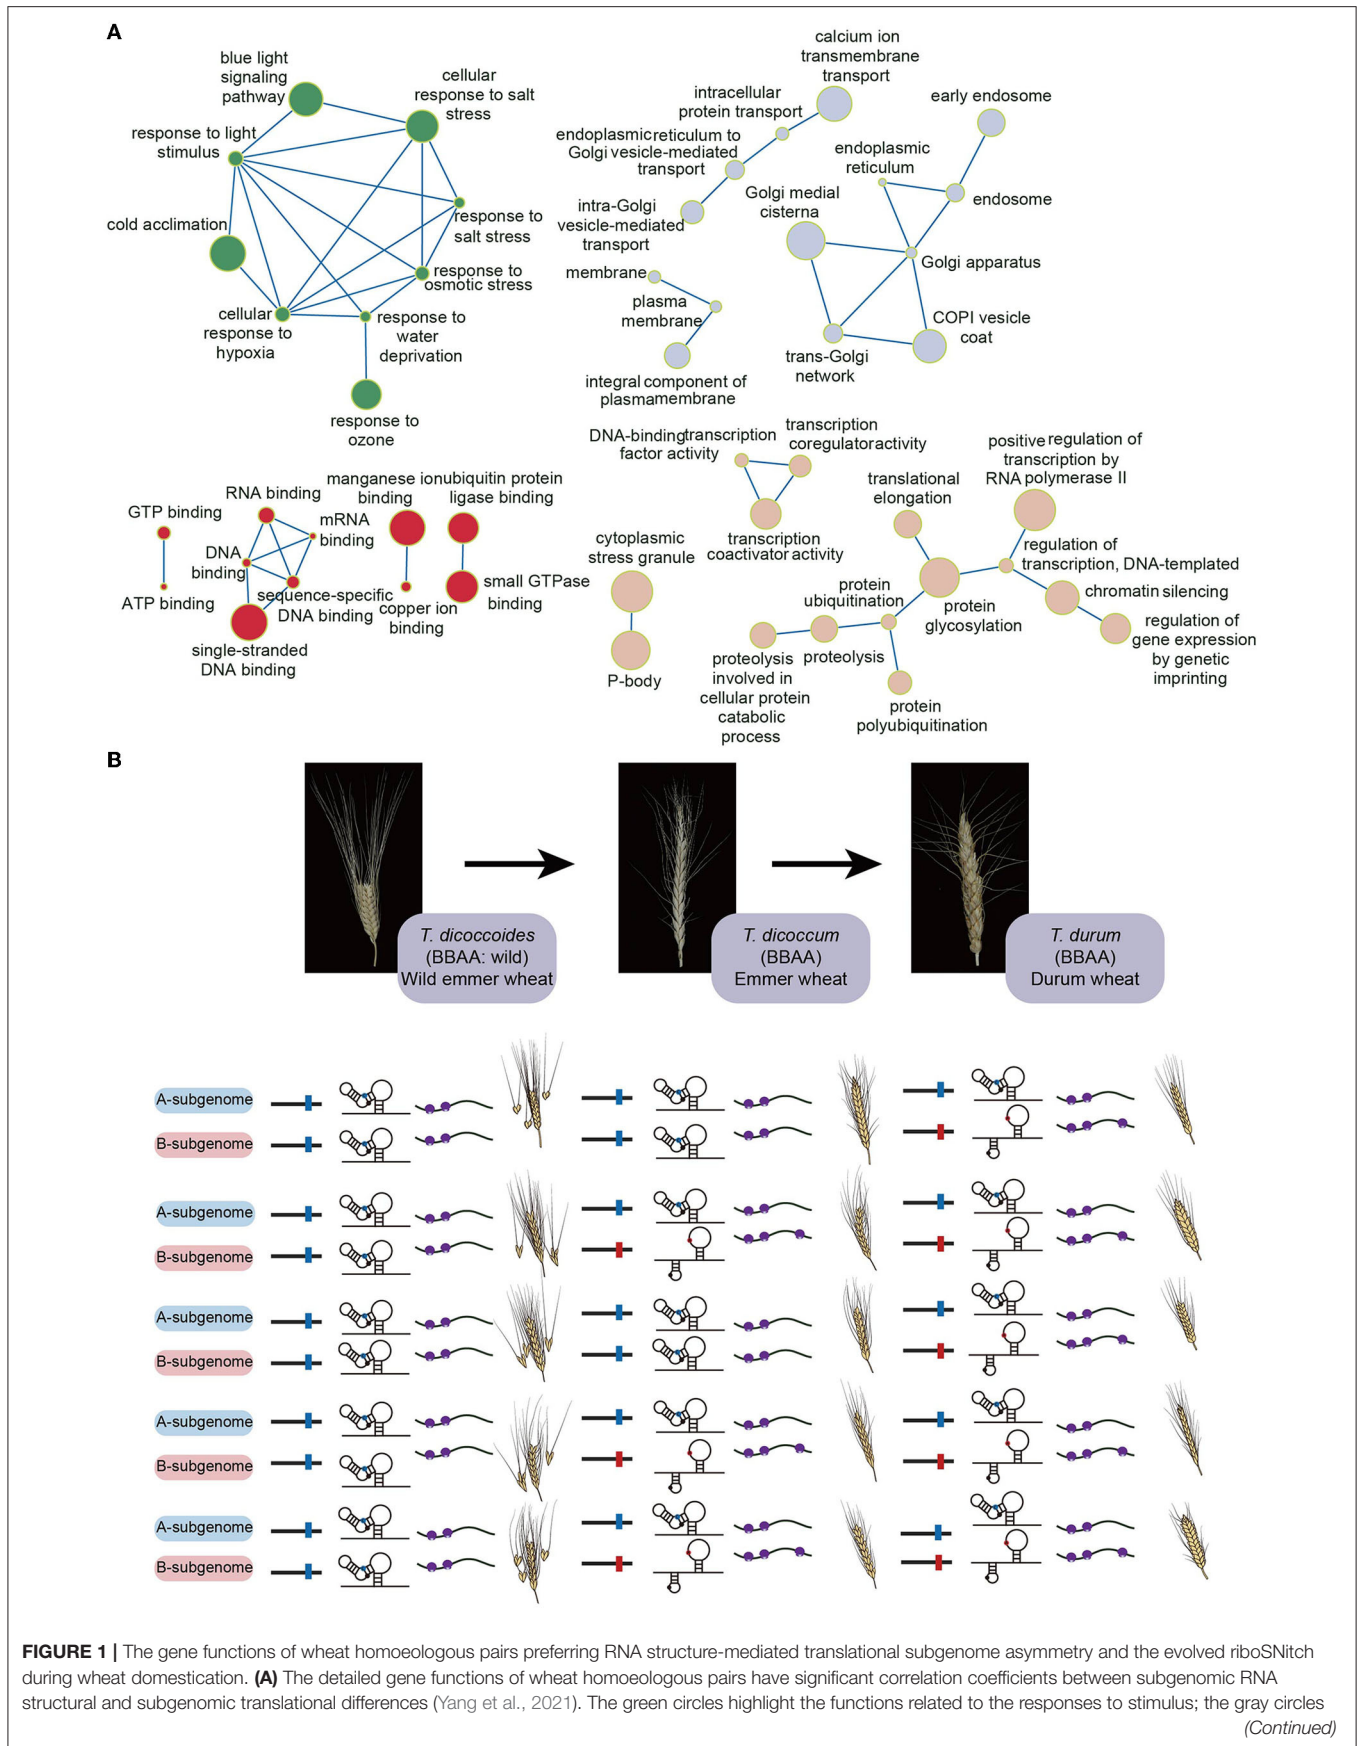 A
blue light
signaling
pathway
cellular
response to salt
stress
response to light
stimulus
cold acclimation
response to
salt stress
response to
osmotic stress
cellular
response to
hypoxia
response to
water
deprivation
response to
ozone
calcium ion
transmembrane
transport
intracellular
protein transport
endoplasmic reticulum to
Golgi vesicle-mediated
transport
intra-Golgi
vesicle-mediated
transport
early endosome
endoplasmic
reticulum
endosome
Golgi medial
cisterna
Golgi apparatus
COPI vesicle
coat
trans-Golgi
network
membrane
plasma
membrane
integral component of
plasmamembrane
GTP binding
ATP binding
RNA binding
mRNA
binding
DNA
binding
sequence-specific
DNA binding
single-stranded
DNA binding
manganese ion
binding
copper ion
binding
ubiquitin protein
ligase binding
small GTPase
binding
DNA-binding transcription
factor activity
transcription
coregulator activity
transcription
coactivator activity
cytoplasmic
stress granule
P-body
translational
elongation
positive regulation of
transcription by
RNA polymerase II
regulation of
transcription, DNA-templated
chromatin silencing
regulation of
gene expression
by genetic
imprinting
protein
glycosylation
protein
ubiquitination
proteolysis
proteolysis
involved in
cellular protein
catabolic
process
protein
polyubiquitination
B
T. dicoccoides
(BBAA: wild)
Wild emmer wheat
T. dicoccum
(BBAA)
Emmer wheat
T. durum
(BBAA)
Durum wheat
A-subgenome
B-subgenome
A-subgenome
B-subgenome
A-subgenome
B-subgenome
A-subgenome
B-subgenome
A-subgenome
B-subgenome
FIGURE 1 | The gene functions of wheat homoeologous pairs preferring RNA structure-mediated translational subgenome asymmetry and the evolved riboSNitch
during wheat domestication. (A) The detailed gene functions of wheat homoeologous pairs have significant correlation coefficients between subgenomic RNA
structural and subgenomic translational differences (Yang et al., 2021). The green circles highlight the functions related to the responses to stimulus; the gray circles
(Continued)